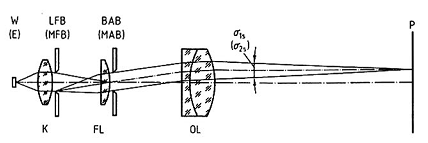 W LFB BAB P
(E) (MFB) (MAB)
σ1s
(σ2s)
K FL OL